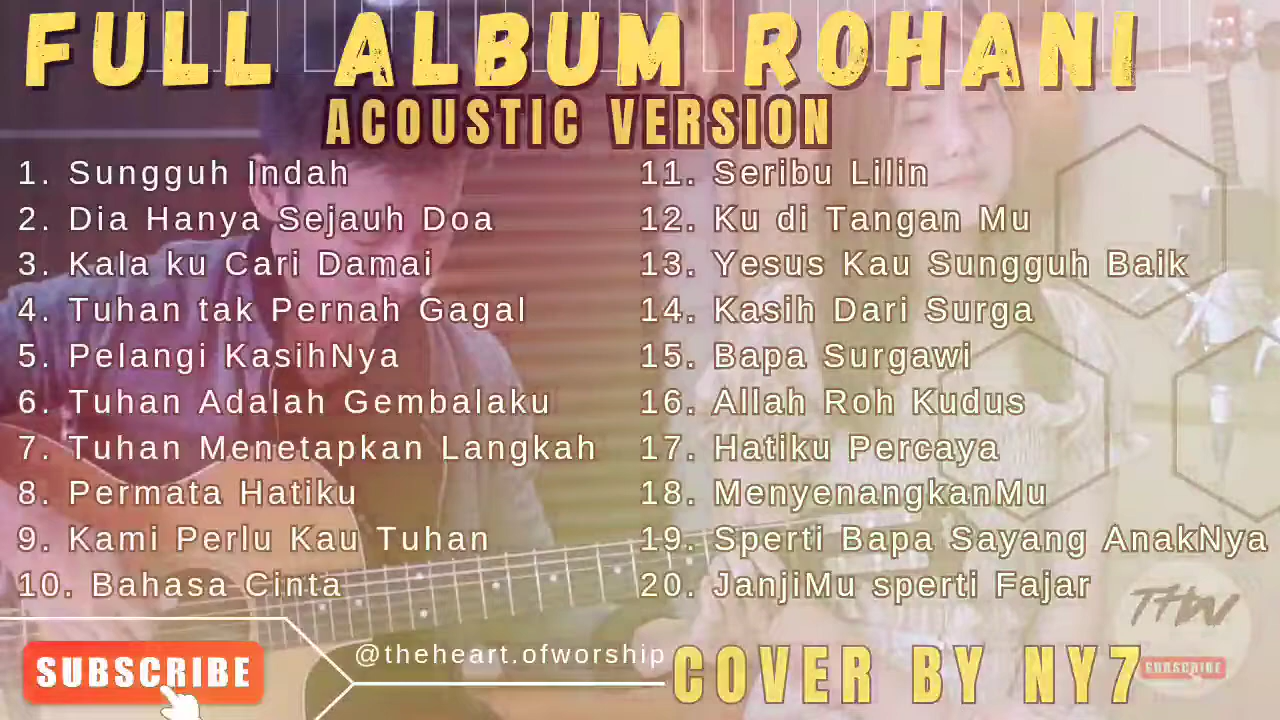 FULL ALBUM ROHANI
ACOUSTIC VERSION
1. Sungguh Indah
2. Dia Hanya Sejauh Doa
3. Kala ku Cari Damai
4. Tuhan tak Pernah Gagal
5. Pelangi KasihNya
6. Tuhan Adalah Gembalaku
7. Tuhan Menetapkan Langkah
8. Permata Hatiku
9. Kami Perlu Kau Tuhan
10. Bahasa Cinta
11. Seribu Lilin
12. Ku di Tangan Mu
13. Yesus Kau Sungguh Baik
14. Kasih Dari Surga
15. Bapa Surgawi
16. Allah Roh Kudus
17. Hatiku Percaya
18. MenyenangkanMu
19. Sperti Bapa Sayang AnakNya
20. JanjiMu sperti Fajar
THW
SUBSCRIBE
@theheart.ofworship
COVER BY NY7
SUBSCRIBE